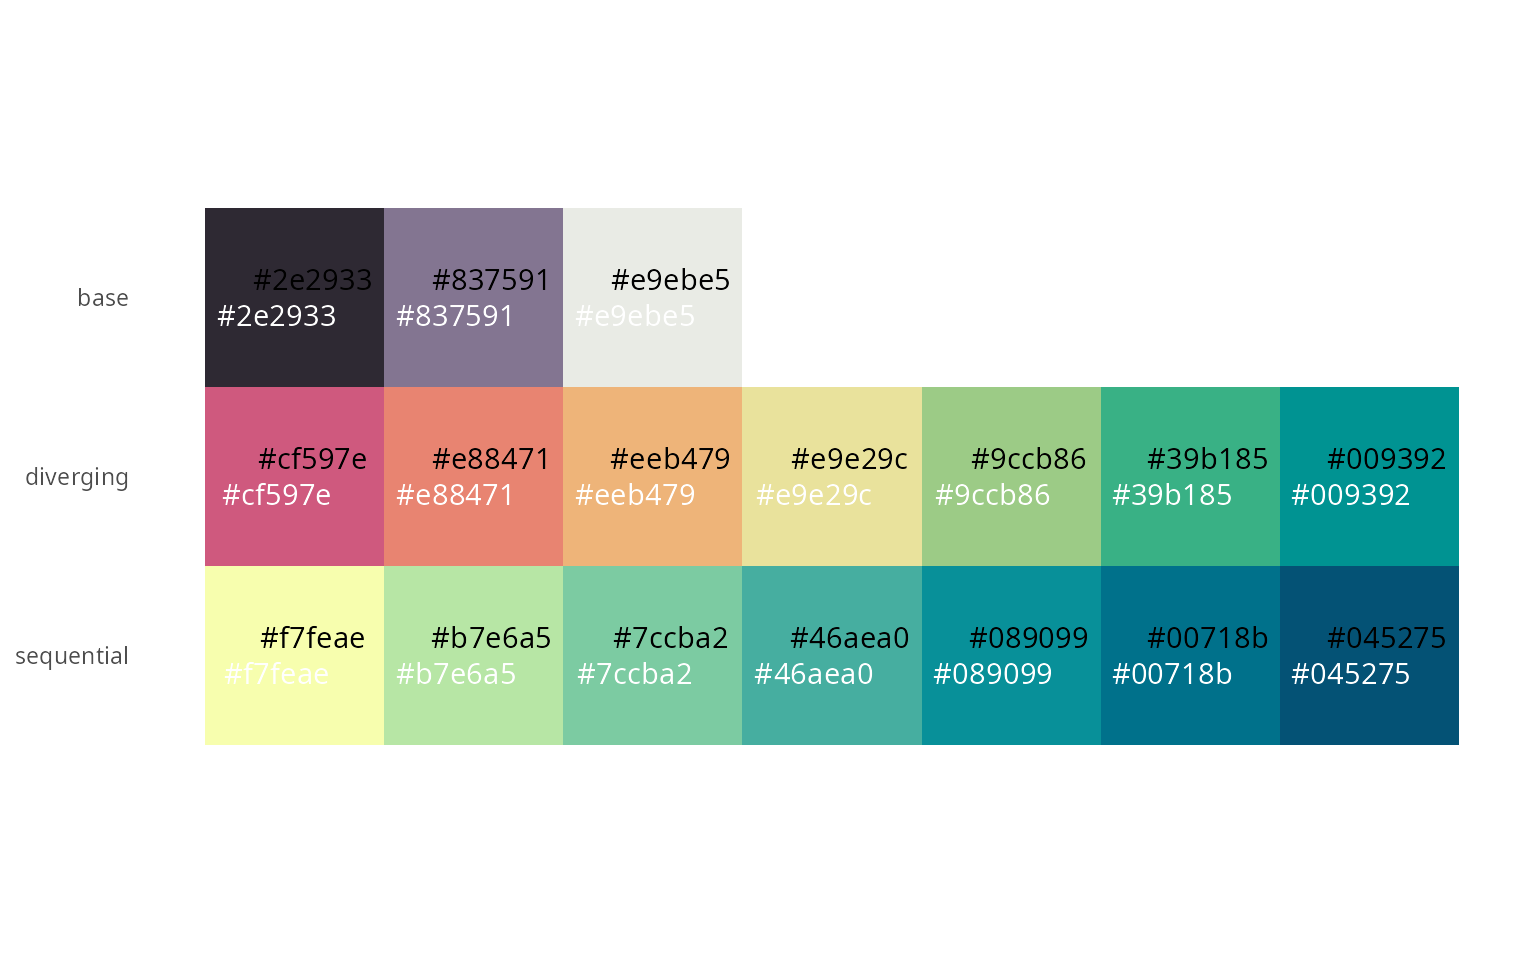 #2e2933 #837591 #e9ebe5
base
#2e2933 #837591 #e9ebe5
#cf597e #e88471 #eeb479 #e9e29c #9ccb86 #39b185 #009392
diverging
#cf597e #e88471 #eeb479 #e9e29c #9ccb86 #39b185 #009392
#f7feae #b7e6a5 #7ccba2 #46aea0 #089099 #00718b #045275
sequential
#f7feae #b7e6a5 #7ccba2 #46aea0 #089099 #00718b #045275